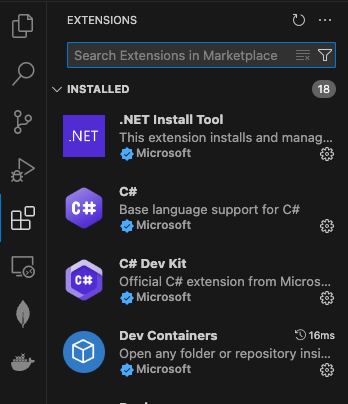 EXTENSIONS
Search Extensions in Marketplace
INSTALLED 18
.NET
.NET Install Tool
This extension installs and manag...
Microsoft
C#
C#
Base language support for C#
Microsoft
C#
C# Dev Kit
Official C# extension from Micros...
Microsoft
Dev Containers 16ms
Open any folder or repository insi...
Microsoft